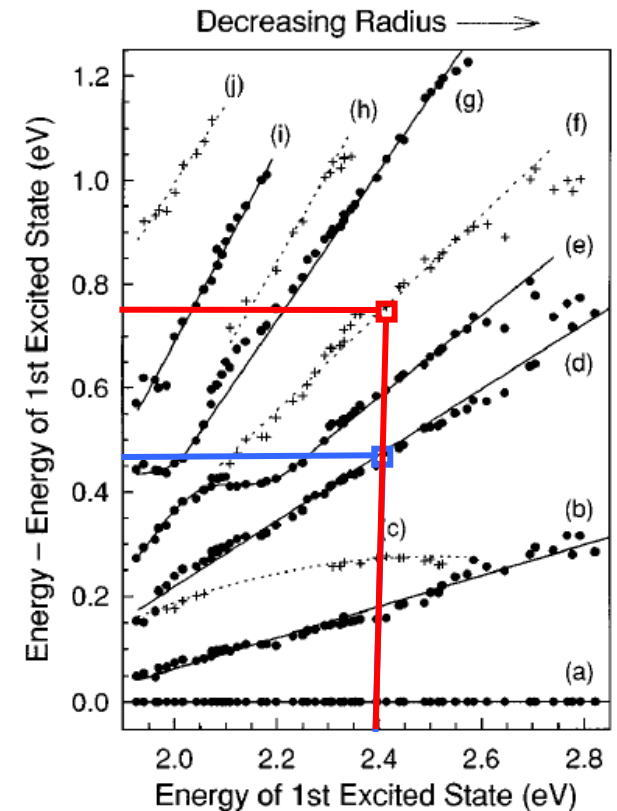 Decreasing Radius
(j)
(i)
(h)
(g)
(f)
(e)
(d)
(c)
(b)
(a)
1.2
1.0
0.8
0.6
0.4
0.2
0.0
Energy – Energy of 1st Excited State (eV)
2.0 2.2 2.4 2.6 2.8
Energy of 1st Excited State (eV)